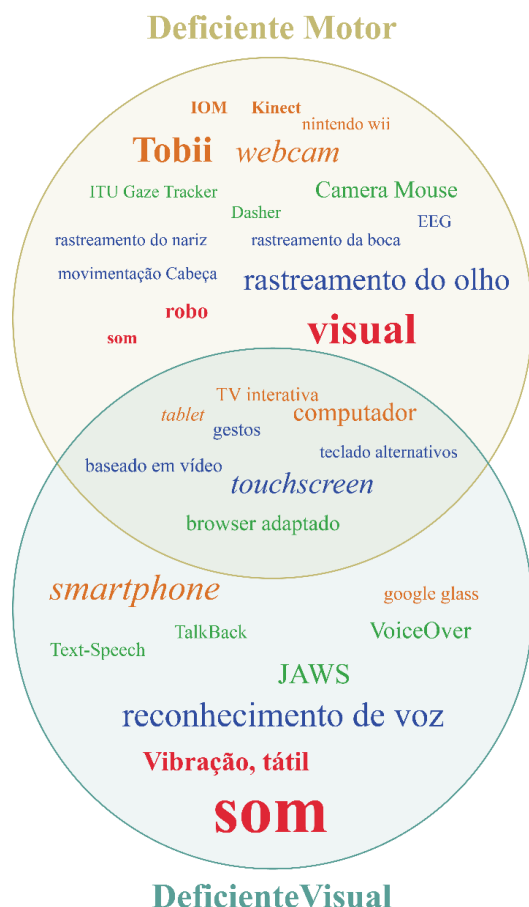 Deficiente Motor
IOM Kinect
nintendo wii
Tobii webcam
ITU Gaze Tracker Camera Mouse
Dasher
EEG
rastreamento do nariz rastreamento da boca
movimentação Cabeça rastreamento do olho
robo
som visual
TV interativa
tablet computador
gestos
teclado alternativos
baseado em vídeo
touchscreen
browser adaptado
smartphone google glass
TalkBack VoiceOver
Text-Speech
JAWS
reconhecimento de voz
Vibração, tátil
som
DeficienteVisual